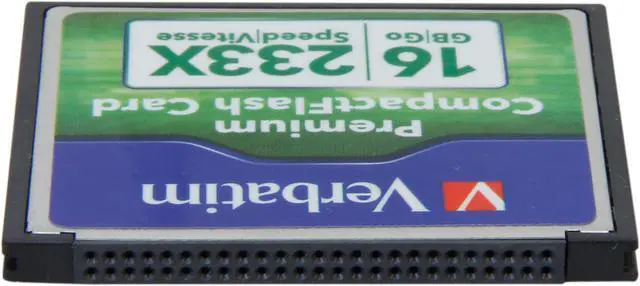 Verbatim
Premium
CompactFlash Card
16 233X
GB|Go Speed|Vitesse